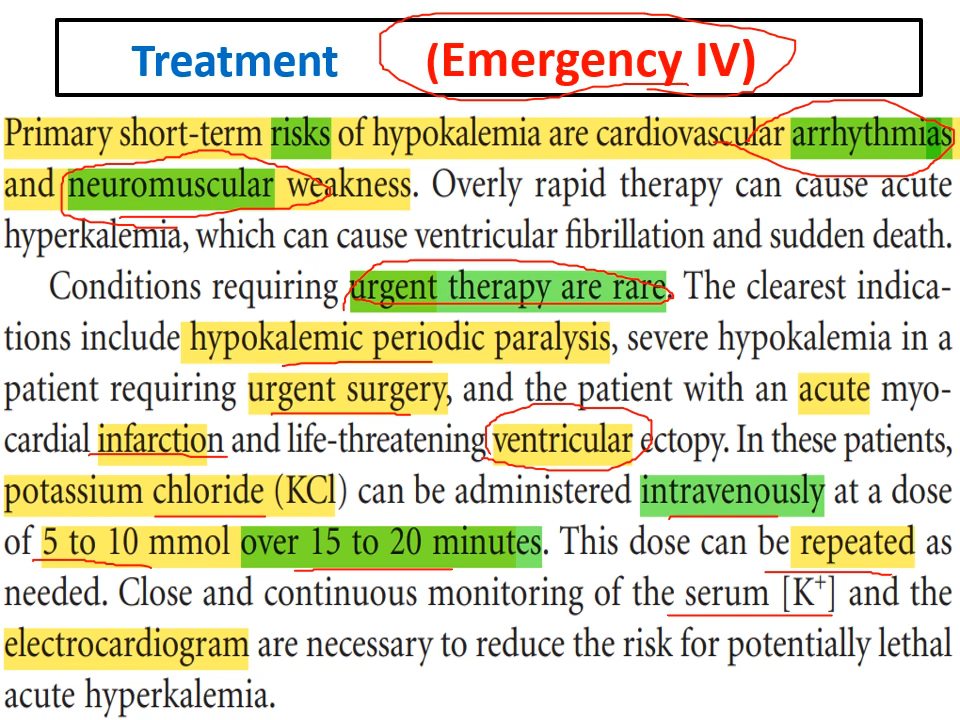 Treatment (Emergency IV)
Primary short-term risks of hypokalemia are cardiovascular arrhythmias
and neuromuscular weakness. Overly rapid therapy can cause acute
hyperkalemia, which can cause ventricular fibrillation and sudden death.
Conditions requiring urgent therapy are rare. The clearest indica-
tions include hypokalemic periodic paralysis, severe hypokalemia in a
patient requiring urgent surgery, and the patient with an acute myo-
cardial infarction and life-threatening ventricular ectopy. In these patients,
potassium chloride (KCl) can be administered intravenously at a dose
of 5 to 10 mmol over 15 to 20 minutes. This dose can be repeated as
needed. Close and continuous monitoring of the serum [K⁺] and the
electrocardiogram are necessary to reduce the risk for potentially lethal
acute hyperkalemia.